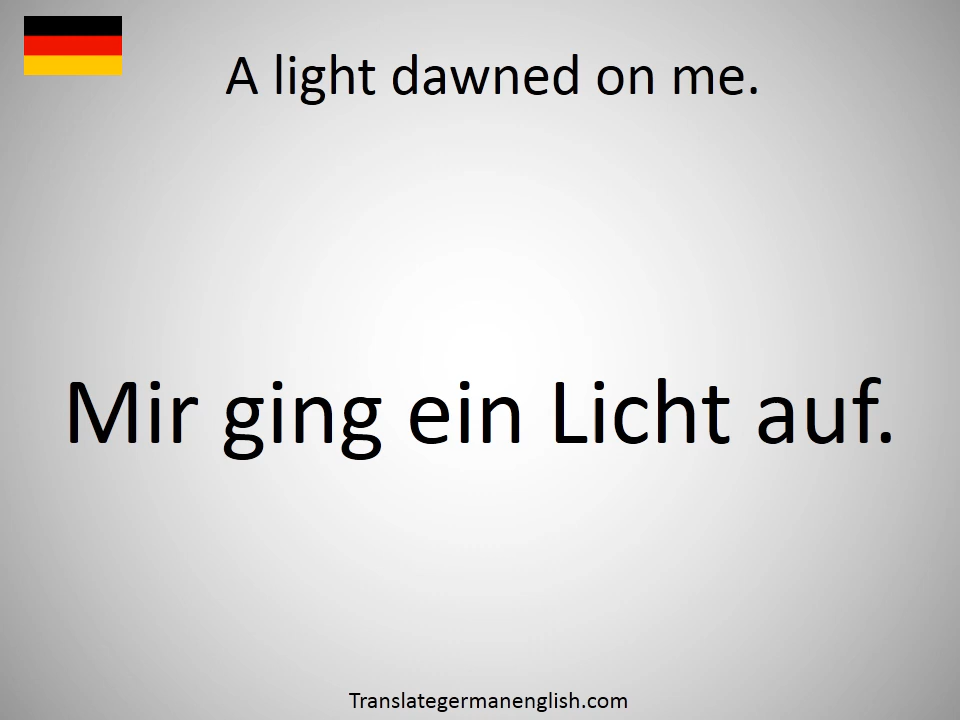 A light dawned on me.
Mir ging ein Licht auf.
Translategermanenglish.com